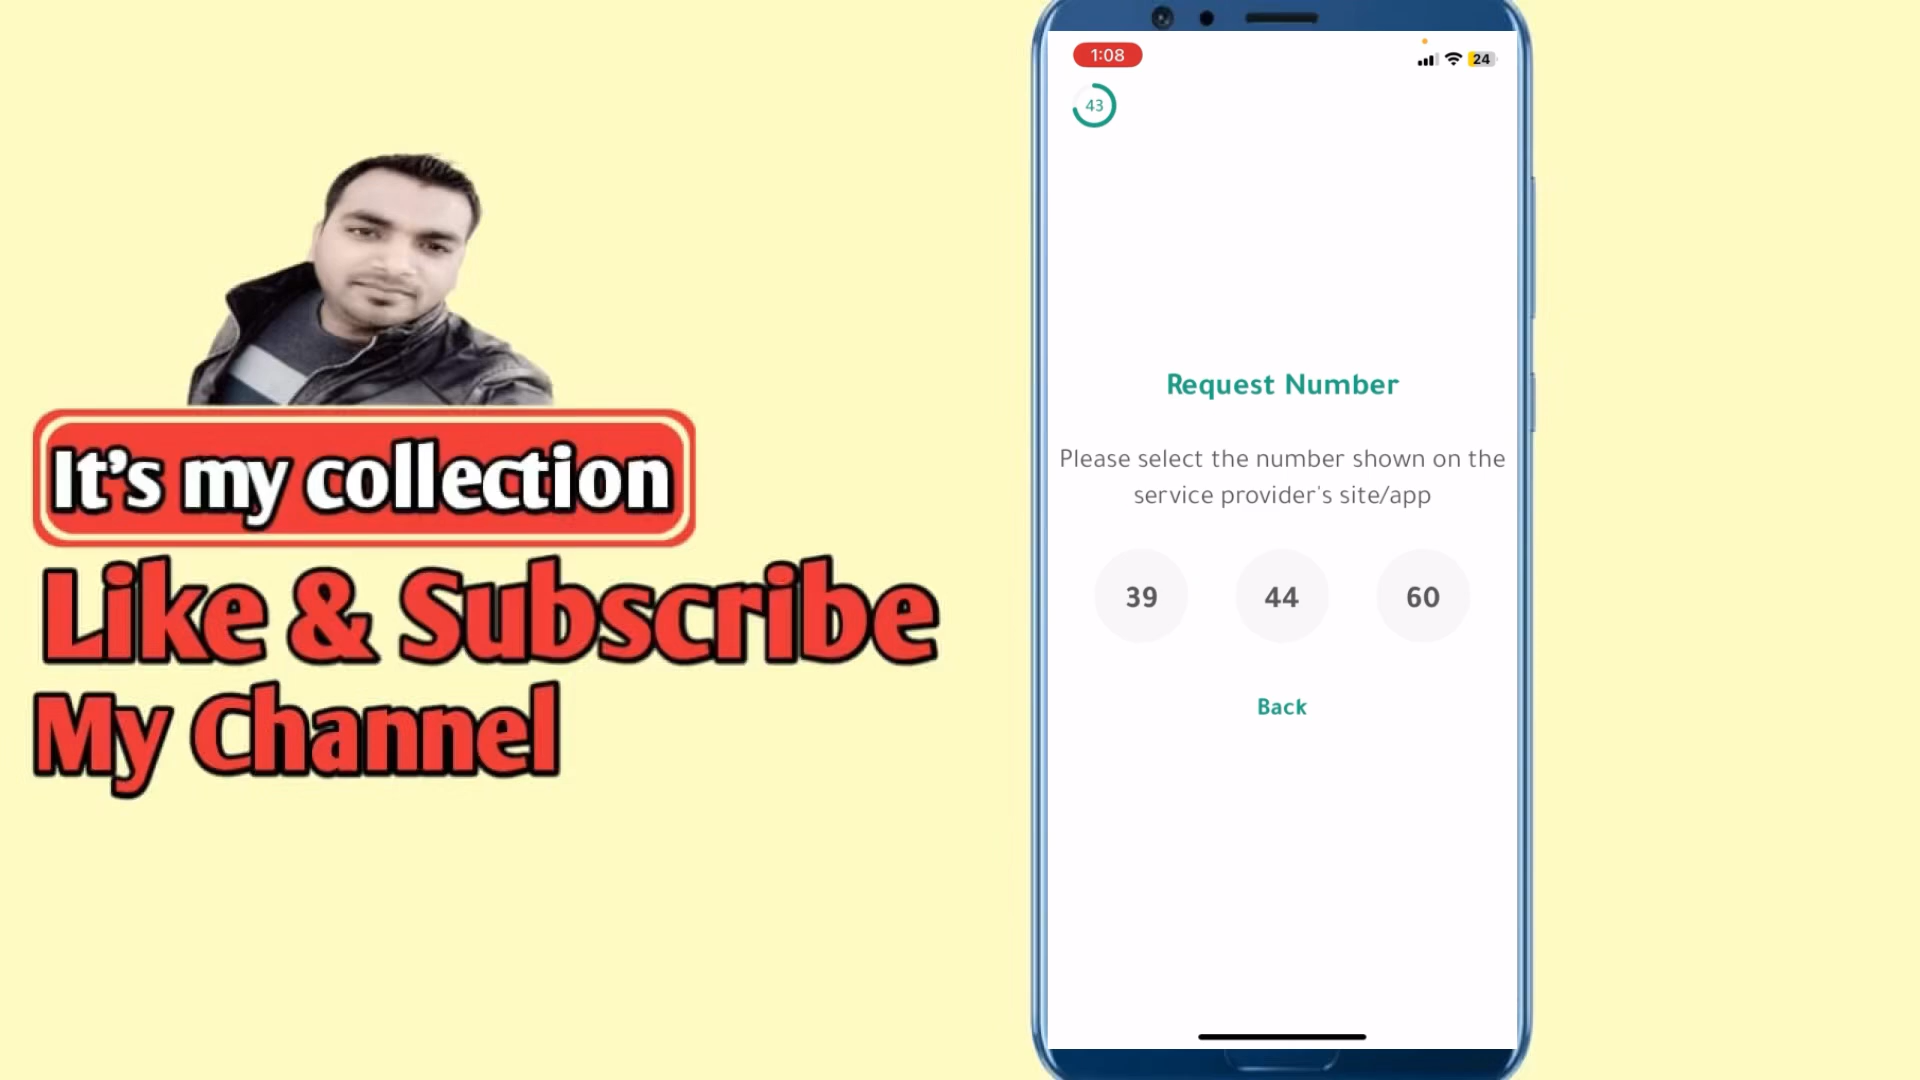 It's my collection
Like & Subscribe
My Channel
1:08
24
43
Request Number
Please select the number shown on the
service provider's site/app
39 44 60
Back